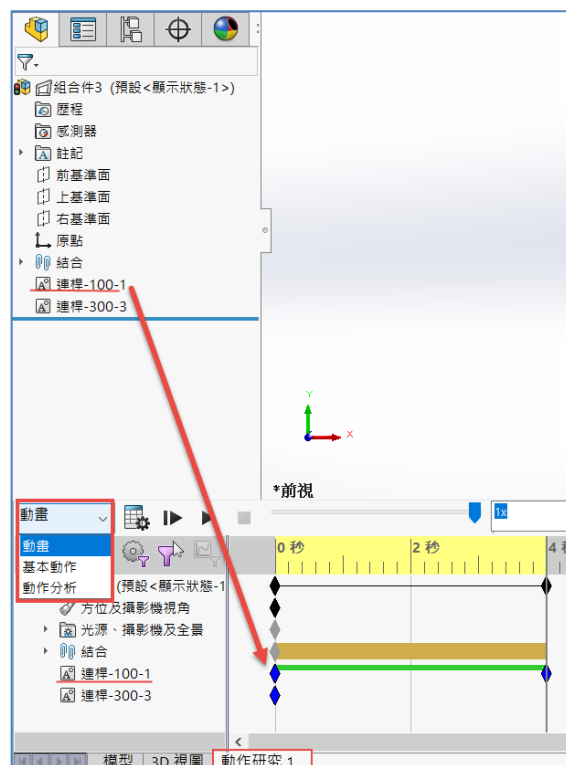 組合件3 (預設<顯示狀態-1>)
歷程
感測器
A 註記
前基準面
上基準面
右基準面
原點
結合
連桿-100-1
連桿-300-3
Y
X
*前視
動畫
1x
動畫
基本動作
動作分析
0 秒
2 秒
4 秒
(預設<顯示狀態-1
方位及攝影機視角
光源、攝影機及全景
結合
連桿-100-1
連桿-300-3
模型
3D 視圖
動作研究 1